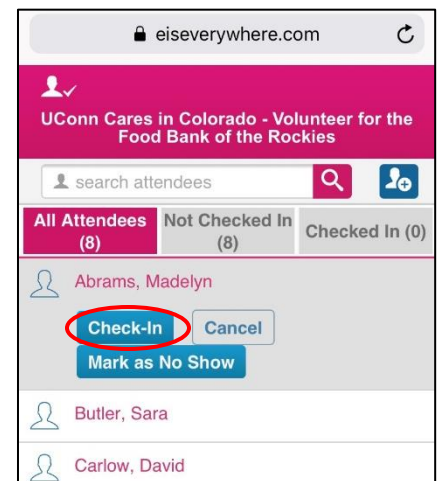 eiseverywhere.com
UConn Cares in Colorado - Volunteer for the
Food Bank of the Rockies
search attendees
All Attendees
(8)
Not Checked In
(8)
Checked In (0)
Abrams, Madelyn
Check-In
Cancel
Mark as No Show
Butler, Sara
Carlow, David